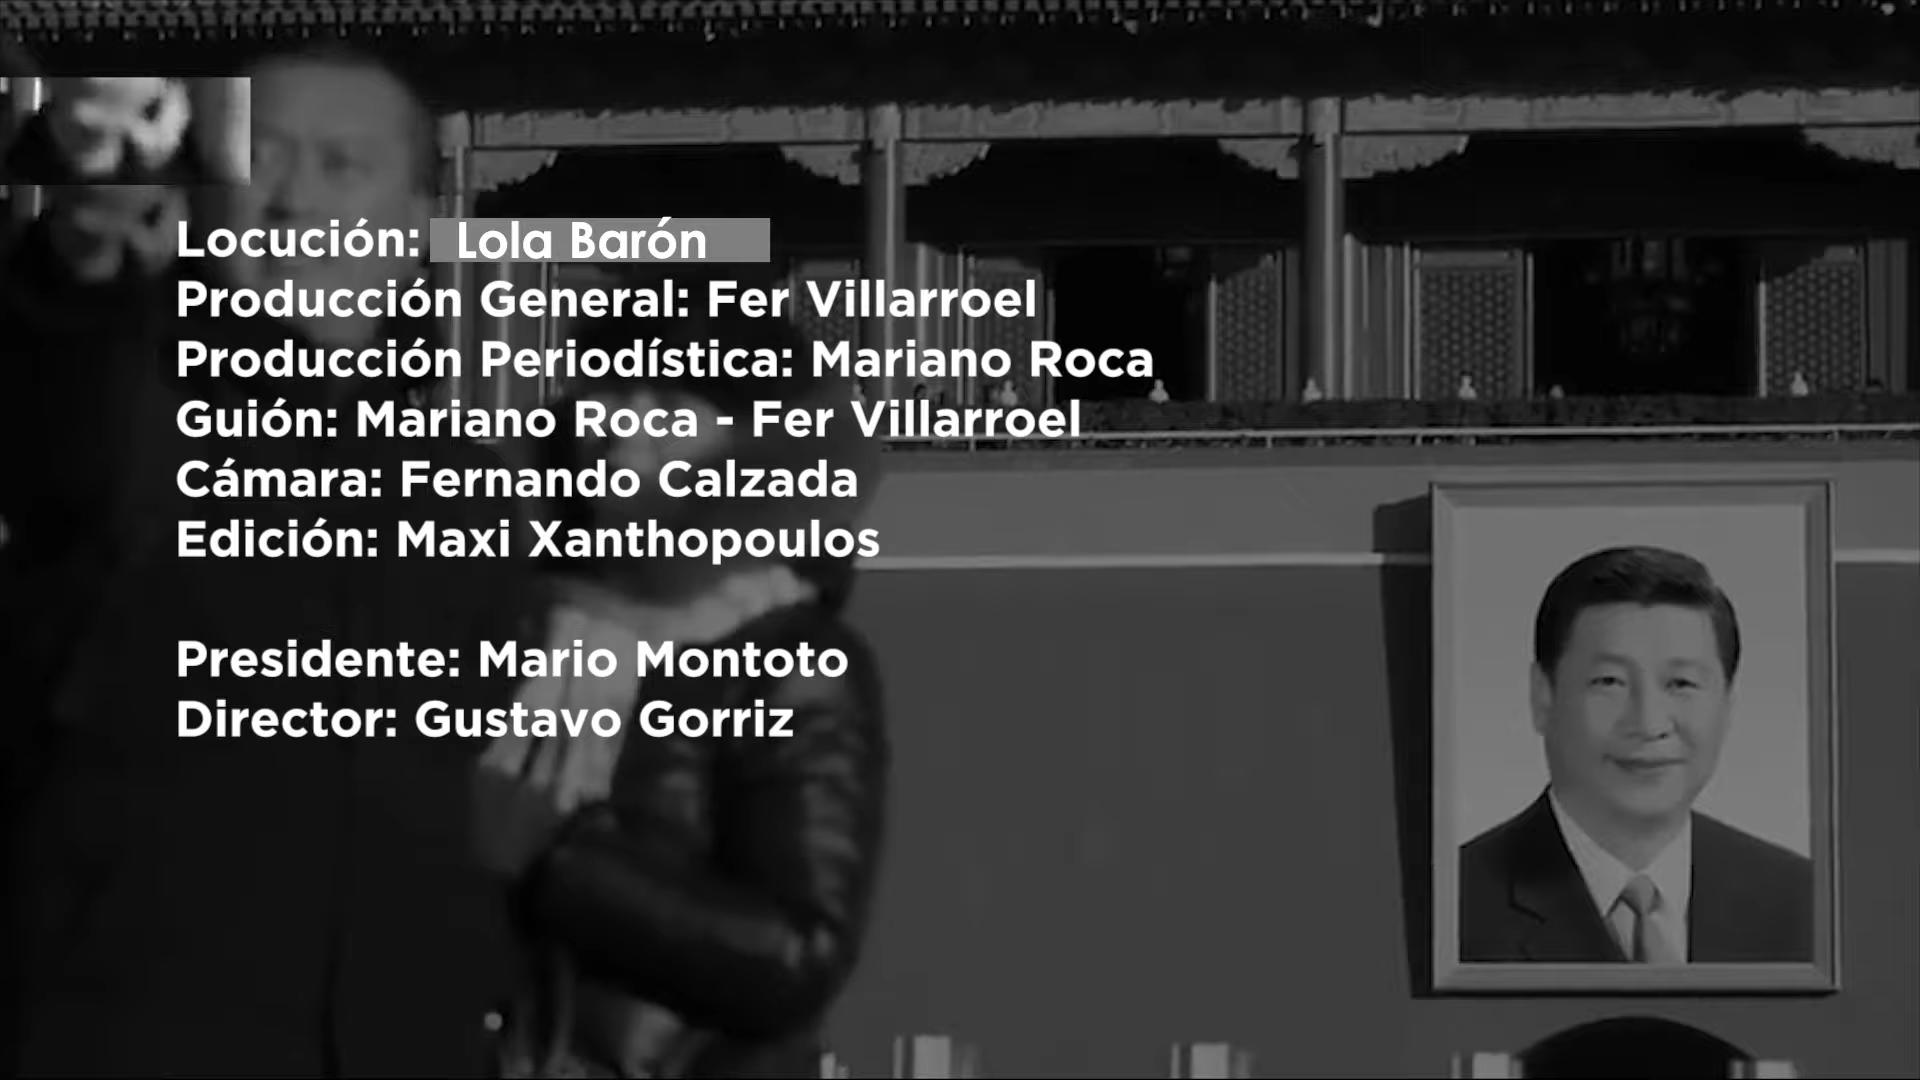 Locución: Lola Barón
Producción General: Fer Villarroel
Producción Periodística: Mariano Roca
Guión: Mariano Roca - Fer Villarroel
Cámara: Fernando Calzada
Edición: Maxi Xanthopoulos
Presidente: Mario Montoto
Director: Gustavo Gorriz